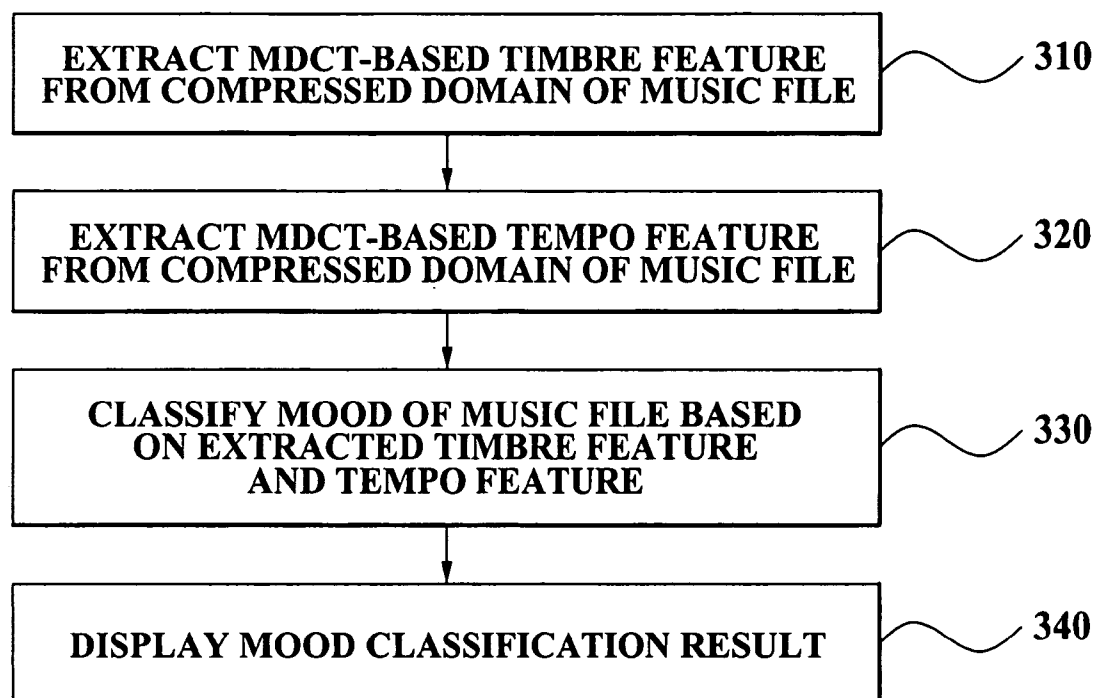 EXTRACT MDCT-BASED TIMBRE FEATURE
FROM COMPRESSED DOMAIN OF MUSIC FILE
310
EXTRACT MDCT-BASED TEMPO FEATURE
FROM COMPRESSED DOMAIN OF MUSIC FILE
320
CLASSIFY MOOD OF MUSIC FILE BASED
ON EXTRACTED TIMBRE FEATURE
AND TEMPO FEATURE
330
DISPLAY MOOD CLASSIFICATION RESULT
340